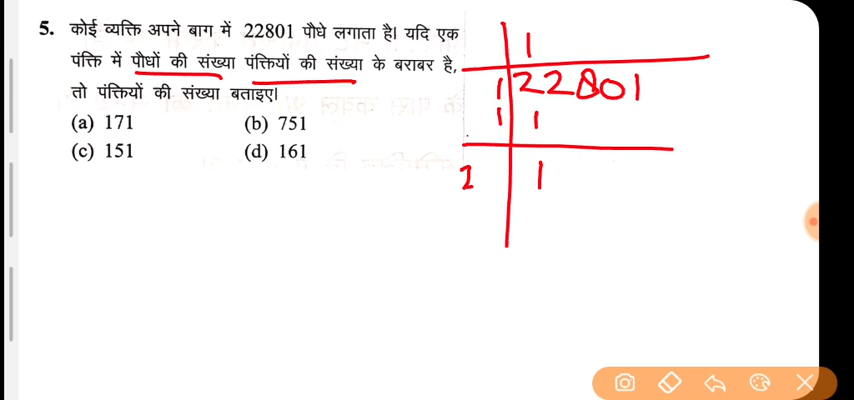 5. कोई व्यक्ति अपने बाग में 22801 पौधे लगाता है। यदि एक
पंक्ति में पौधों की संख्या पंक्तियों की संख्या के बराबर है,
तो पंक्तियों की संख्या बताइए।
(a) 171 (b) 751
(c) 151 (d) 161
1
1 22801
1 1
2 1